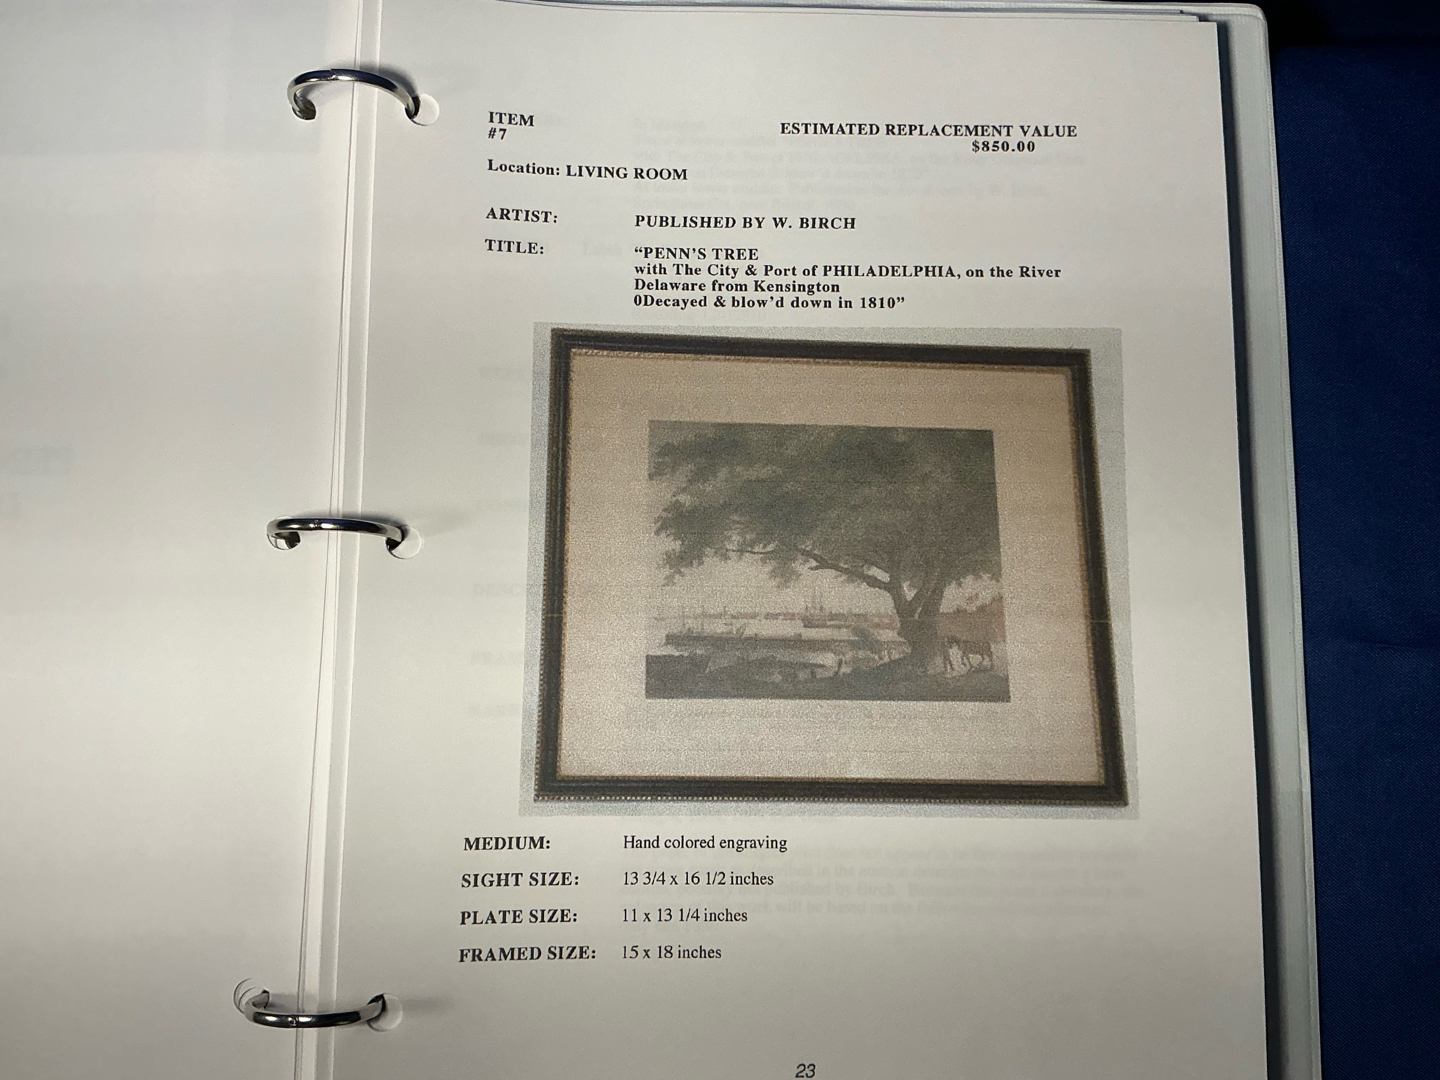 ITEM
#7
ESTIMATED REPLACEMENT VALUE
$850.00
Location: LIVING ROOM
ARTIST: PUBLISHED BY W. BIRCH
TITLE: “PENN’S TREE
with The City & Port of PHILADELPHIA, on the River
Delaware from Kensington
0Decayed & blow’d down in 1810”
MEDIUM: Hand colored engraving
SIGHT SIZE: 13 3/4 x 16 1/2 inches
PLATE SIZE: 11 x 13 1/4 inches
FRAMED SIZE: 15 x 18 inches
23